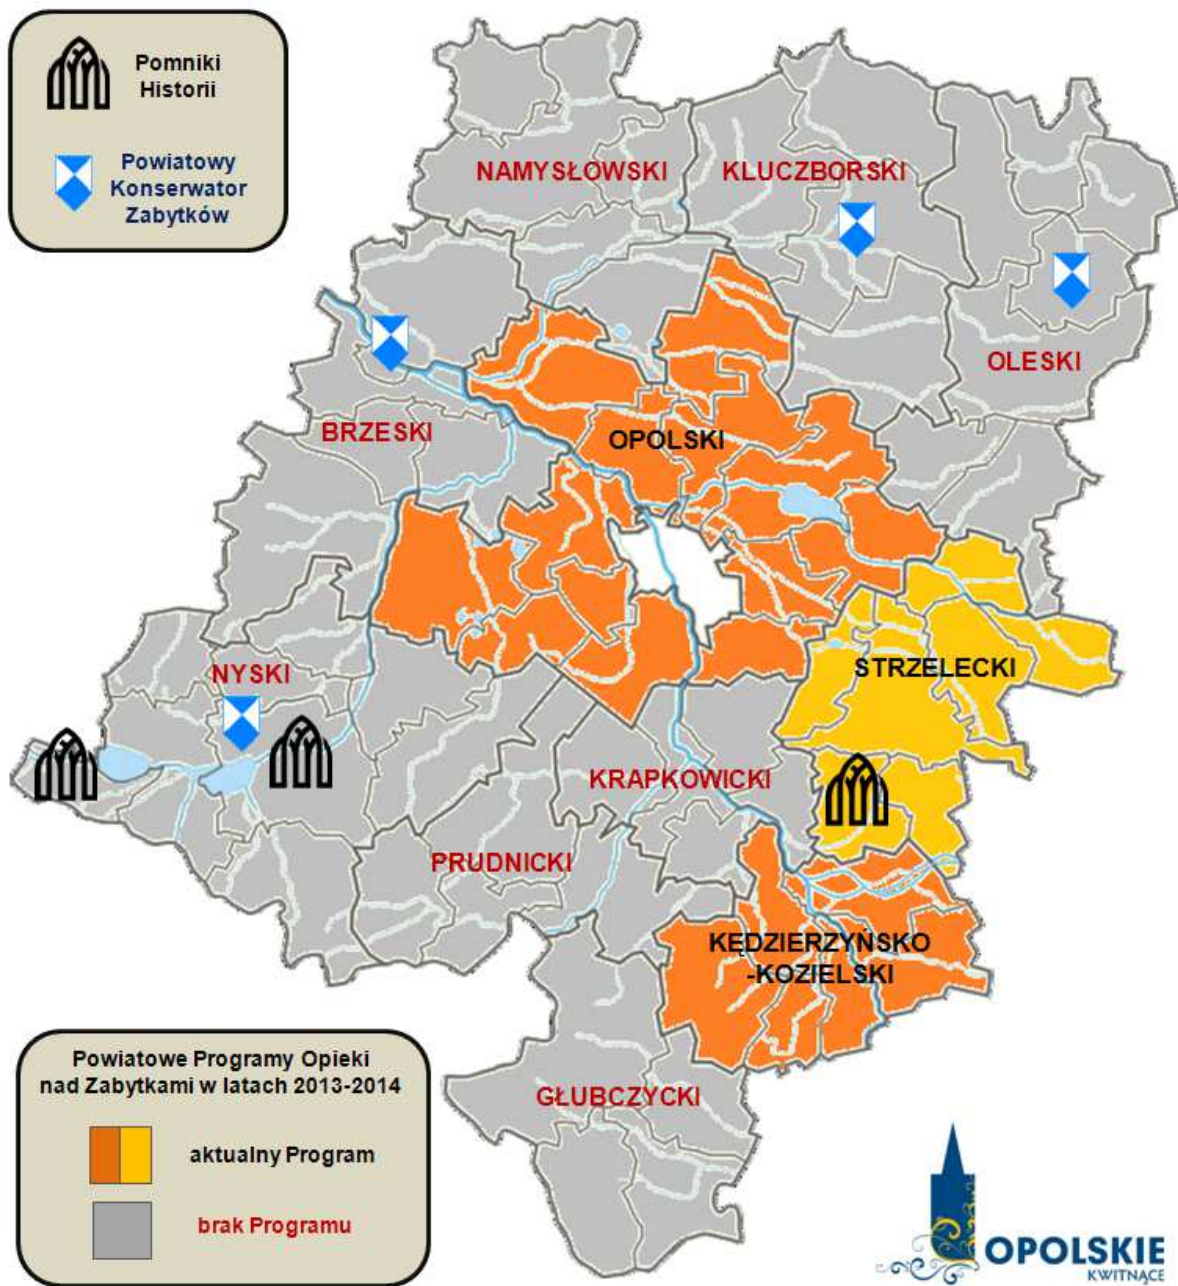 Pomniki
Historii
Powiatowy
Konserwator
Zabytków
NAMYSŁOWSKI
KLUCZBORSKI
OLESKI
BRZESKI
OPOLSKI
STRZELECKI
NYSKI
KRAPKOWICKI
PRUDNICKI
KĘDZIERZYŃSKO
-KOZIELSKI
GŁUBCZYCKI
Powiatowe Programy Opieki
nad Zabytkami w latach 2013-2014
aktualny Program
brak Programu
OPOLSKIE
KWITNĄCE